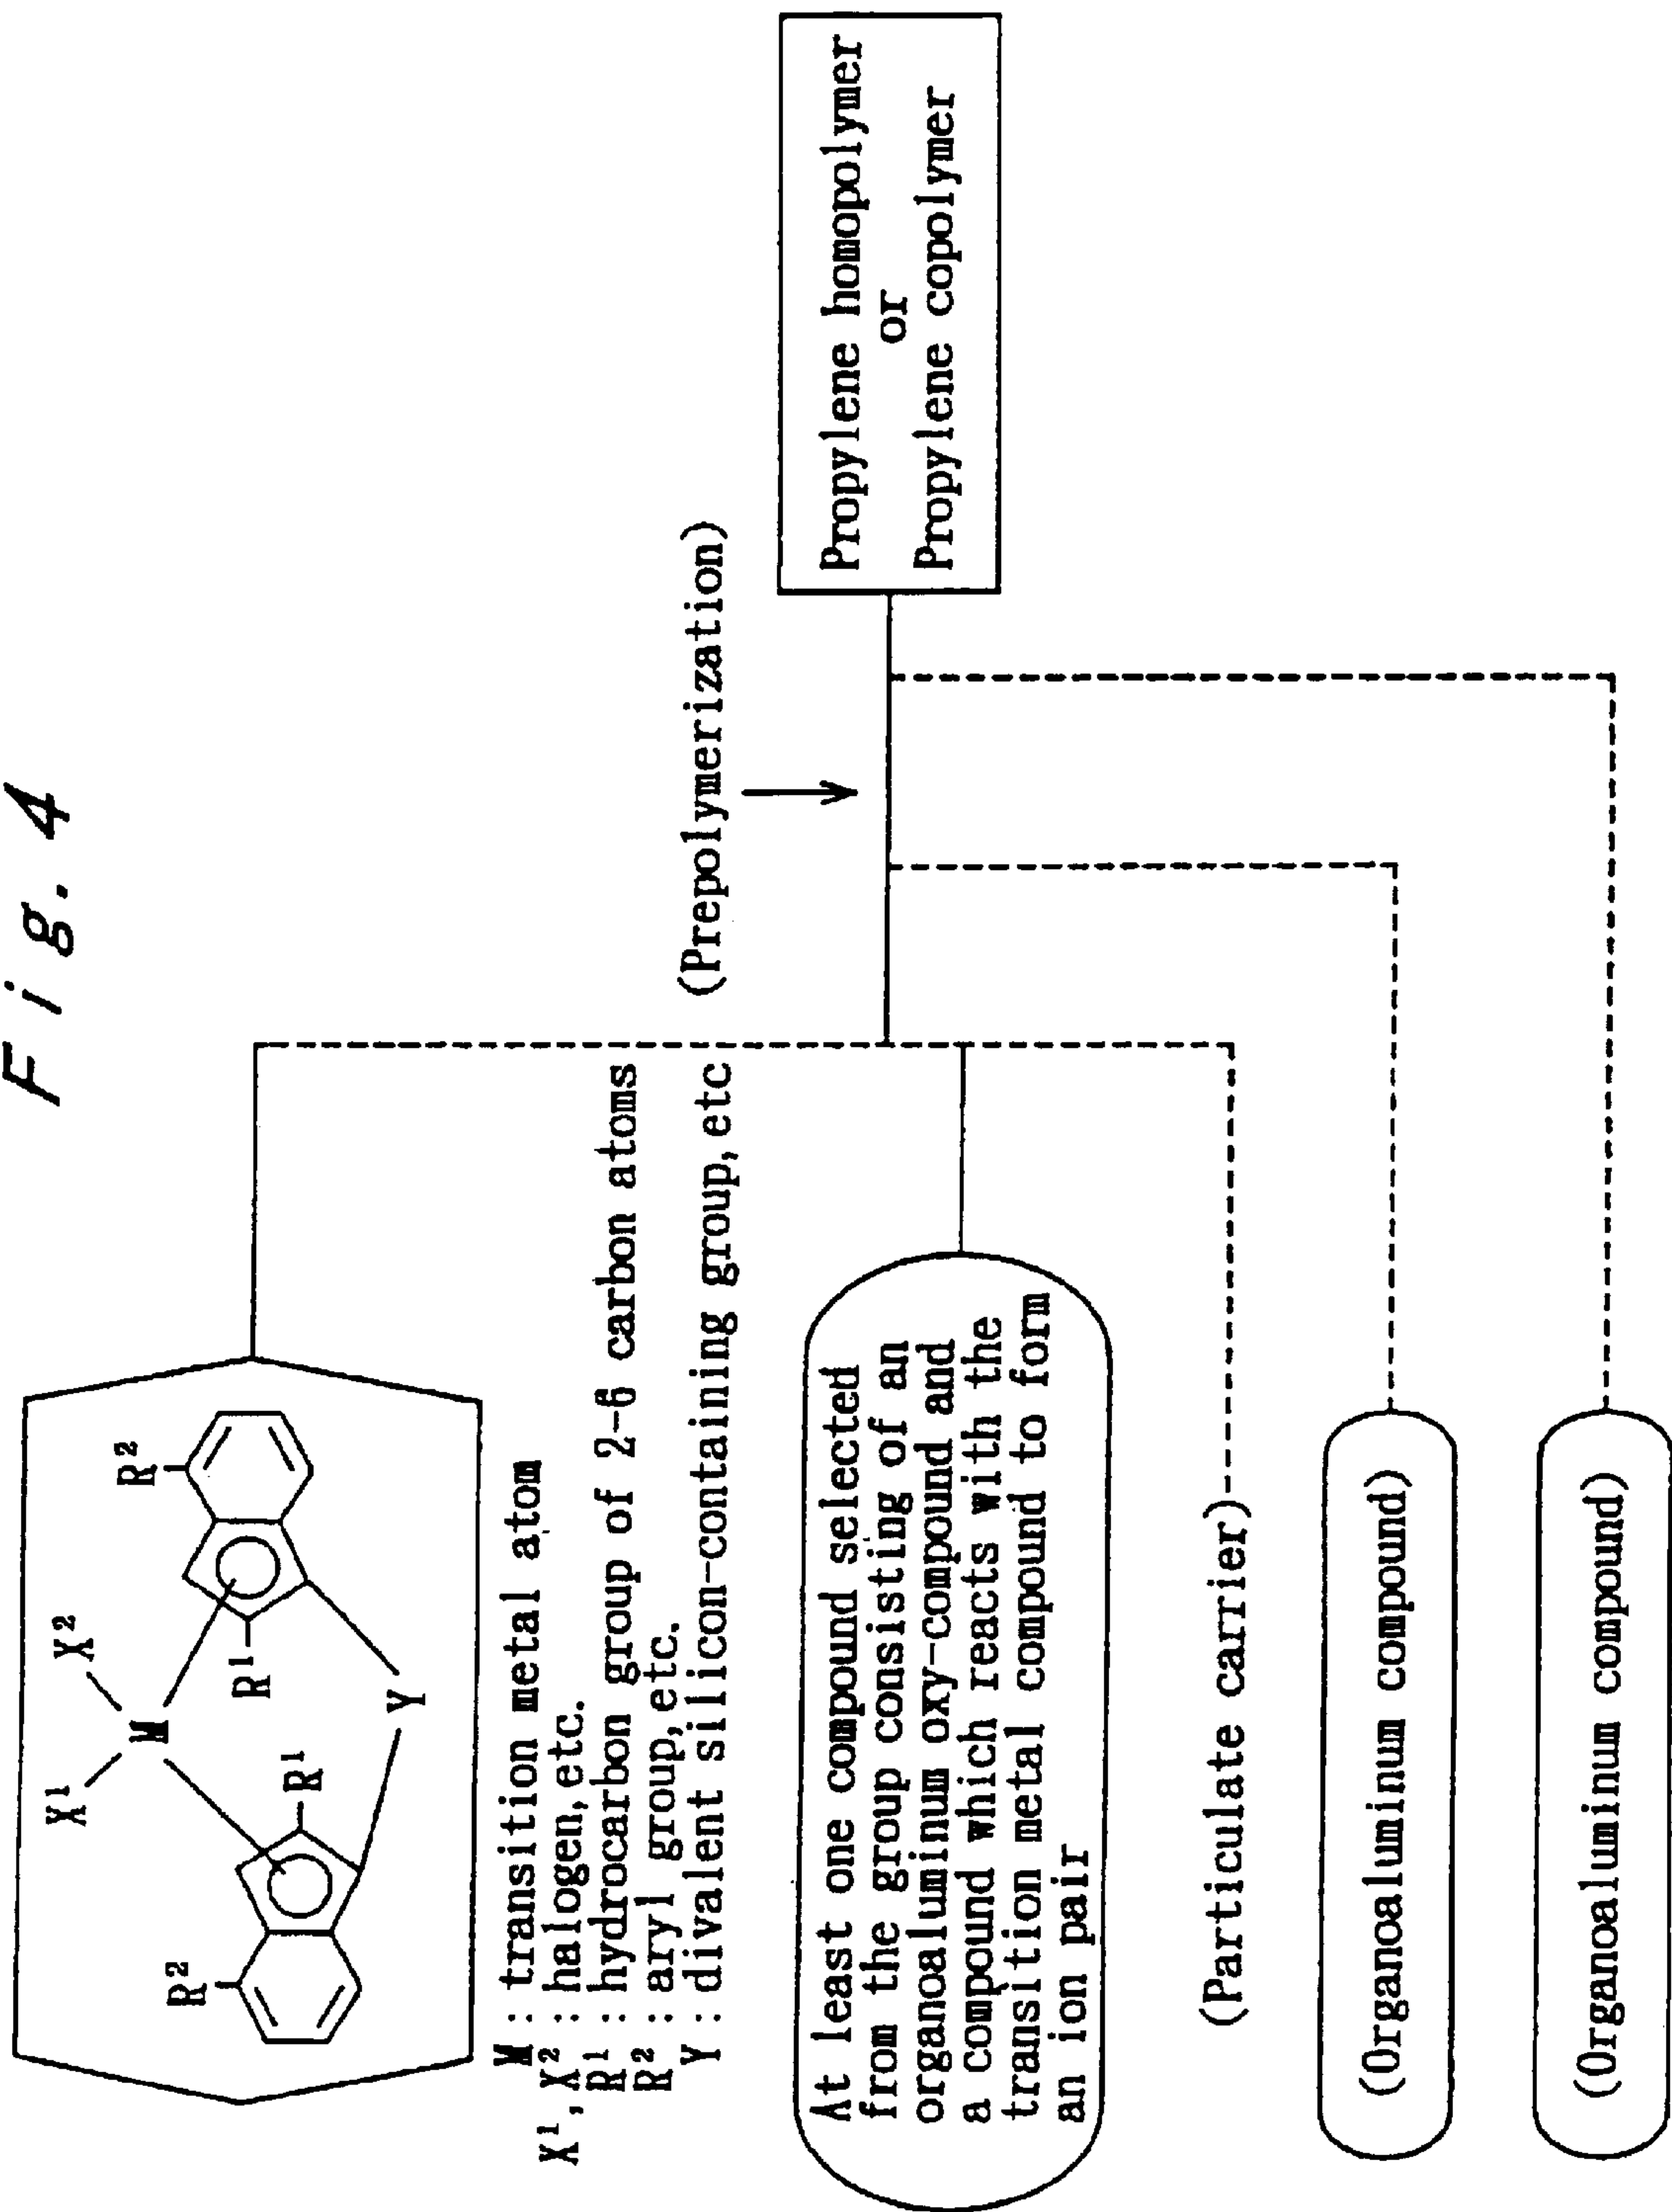 Fig. 4
X¹ X²
M
R² R¹ R¹ R²
Y
M : transition metal atom
X¹, X² : halogen, etc.
R¹ : hydrocarbon group of 2-6 carbon atoms
R² : aryl group, etc.
Y : divalent silicon-containing group, etc
(Prepolymerization)
At least one compound selected
from the group consisting of an
organoaluminum oxy-compound and
a compound which reacts with the
transition metal compound to form
an ion pair
Propylene homopolymer
or
Propylene copolymer
(Particulate carrier)
(Organoaluminum compound)
(Organoaluminum compound)